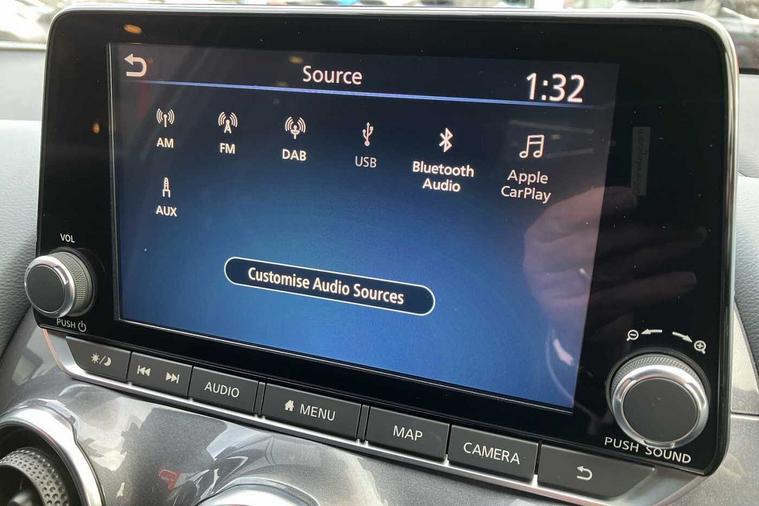 Source
1:32
AM
FM
DAB
USB
Bluetooth
Audio
Apple
CarPlay
AUX
Customise Audio Sources
VOL
PUSH
AUDIO
MENU
MAP
CAMERA
PUSH SOUND